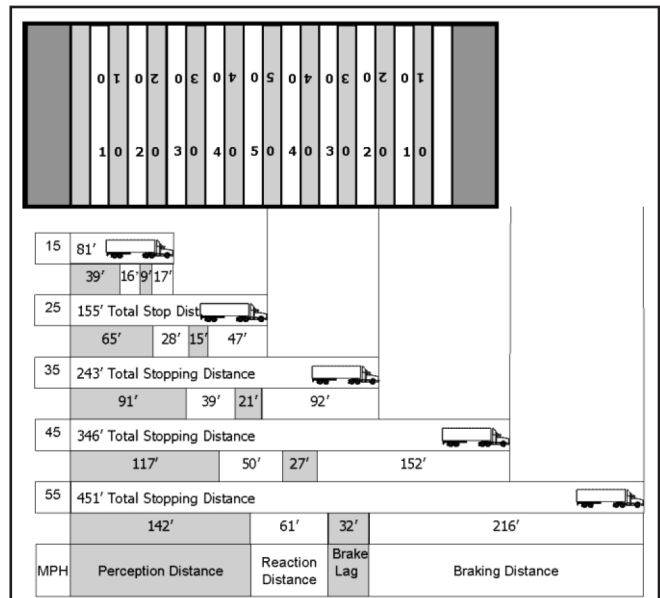 0 1 0 2 0 3 0 4 0 5 0 4 0 3 0 2 0 1
1 0 2 0 3 0 4 0 5 0 4 0 3 0 2 0 1 0
15 81'
39' 16' 9' 17'
25 155' Total Stop Dist
65' 28' 15' 47'
35 243' Total Stopping Distance
91' 39' 21' 92'
45 346' Total Stopping Distance
117' 50' 27' 152'
55 451' Total Stopping Distance
142' 61' 32' 216'
MPH Perception Distance Reaction Distance Brake Lag Braking Distance